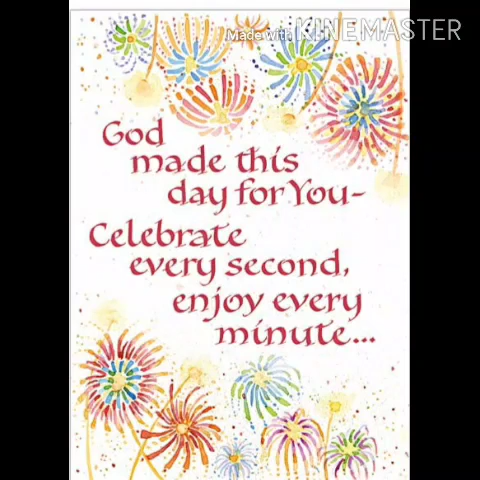 Made with KINEMASTER
God
made this
day for You-
Celebrate
every second,
enjoy every
minute...